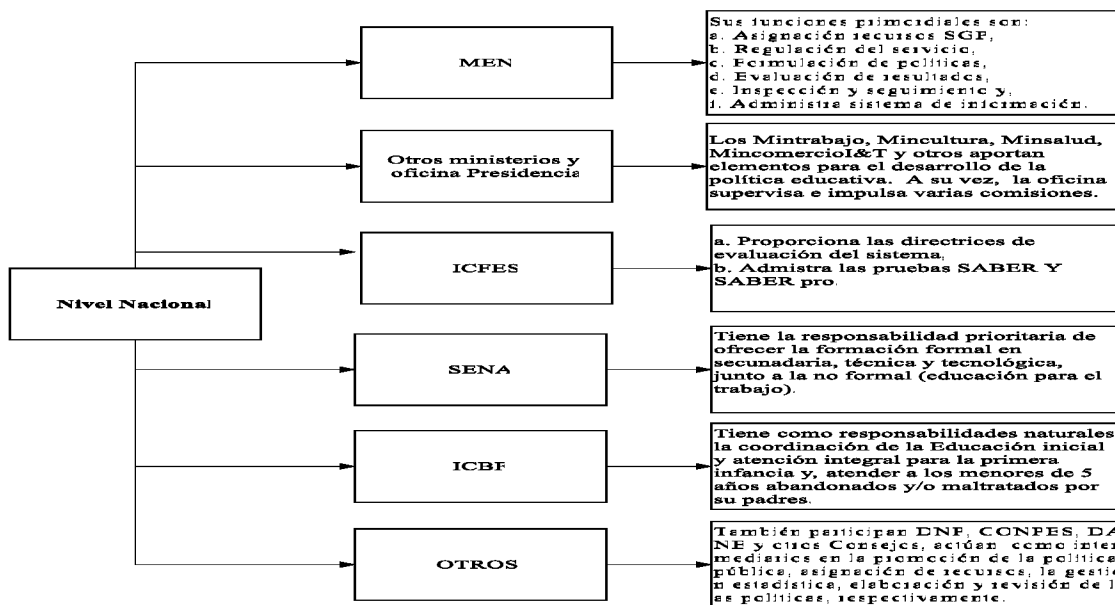 Nivel Nacional
MEN
Sus funciones primordiales son:
a. Asignación recursos SGP,
b. Regulación del servicio,
c. Formulación de políticas,
d. Evaluación de resultados,
e. Inspección y seguimiento y,
f. Administra sistema de información.
Otros ministerios y
oficina Presidencia
Los Mintrabajo, Mincultura, Minsalud,
MincomercioI&T y otros aportan
elementos para el desarrollo de la
política educativa. A su vez, la oficina
supervisa e impulsa varias comisiones.
ICFES
a. Proporciona las directrices de
evaluación del sistema,
b. Admistra las pruebas SABER Y
SABER pro.
SENA
Tiene la responsabilidad prioritaria de
ofrecer la formación formal en
secunadaria, técnica y tecnológica,
junto a la no formal (educación para el
trabajo).
ICBF
Tiene como responsabilidades naturales
la coordinación de la Educación inicial
y atención integral para la primera
infancia y, atender a los menores de 5
años abandonados y/o maltratados por
su padres.
OTROS
También participan DNP, CONPES, DA
NE y otros Consejos, actúan como inter
mediarios en la promoción de la política
pública, asignación de recursos, la gestió
n estadística, elaboración y revisión de l
as políticas, respectivamente.